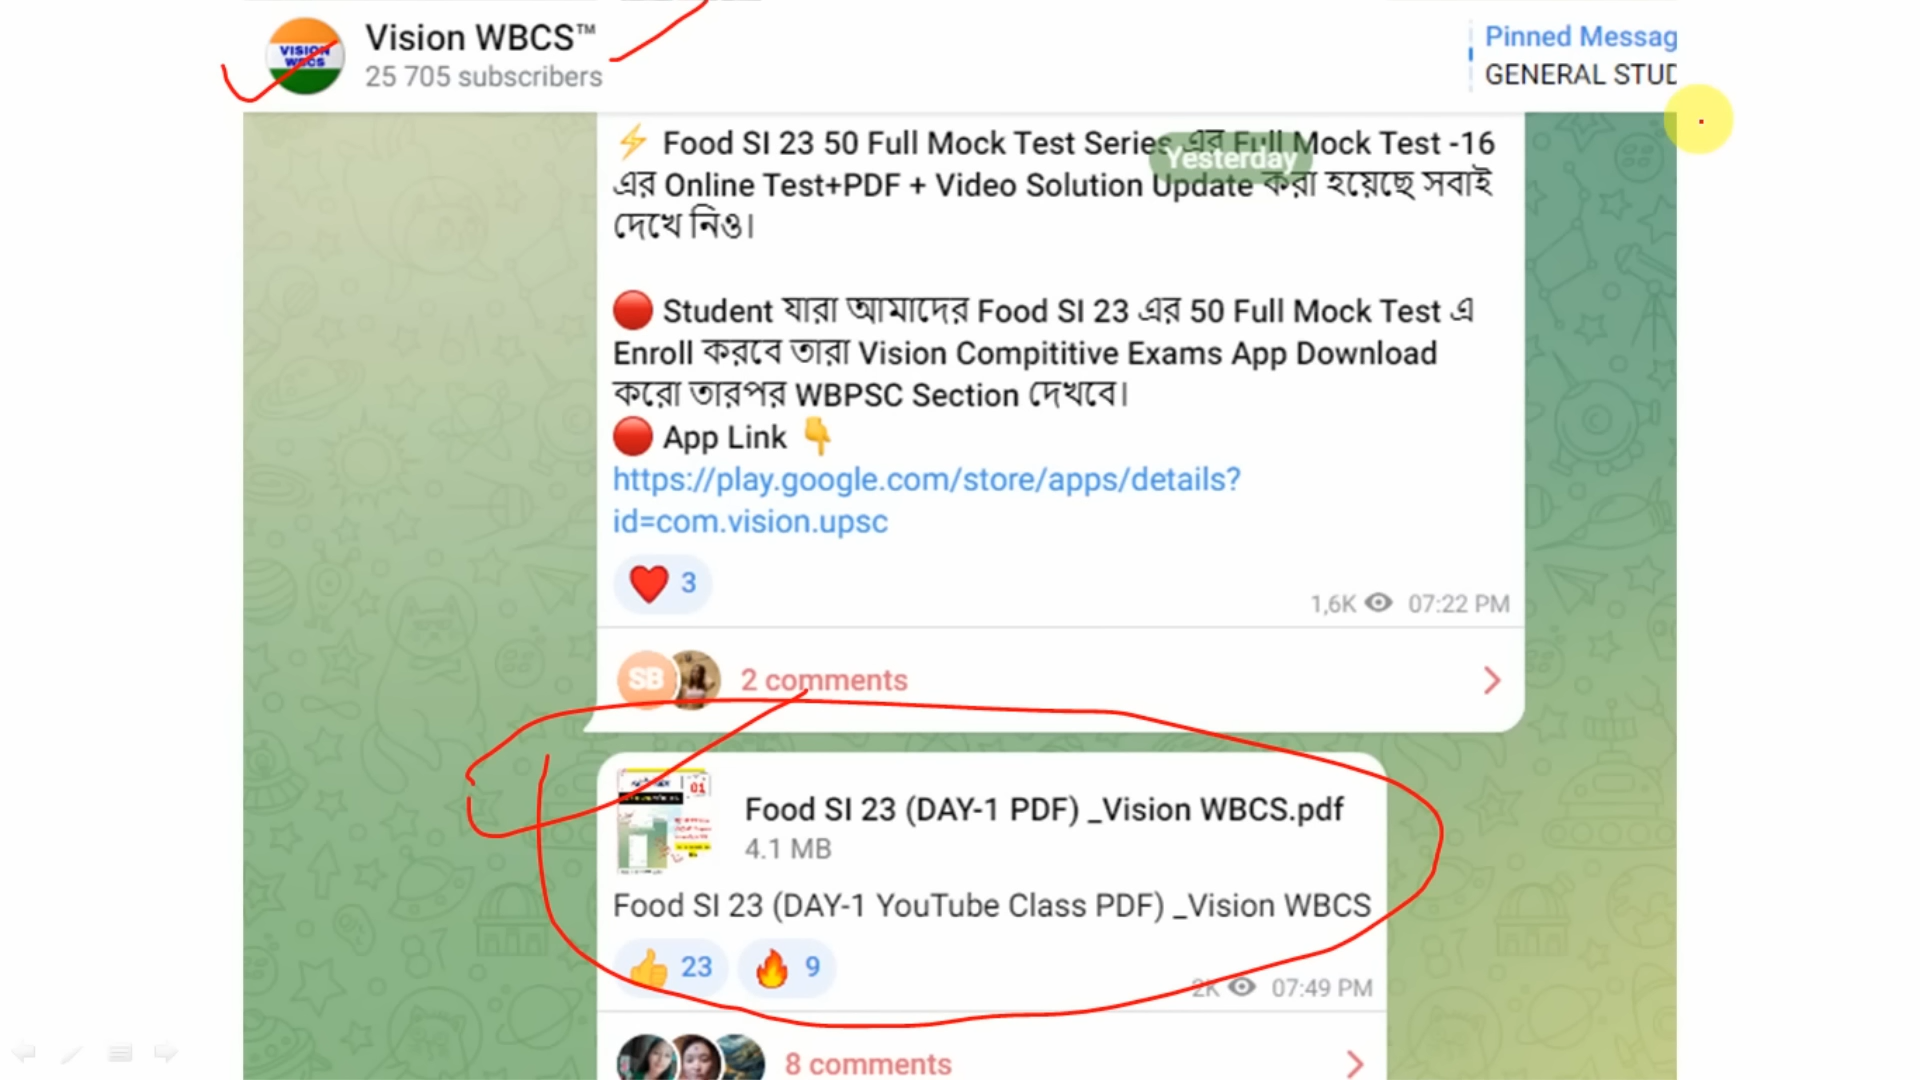 VISION
WBCS
Vision WBCS™
25 705 subscribers
Pinned Messag
GENERAL STUD
⚡ Food SI 23 50 Full Mock Test Series এর Full Mock Test -16
Yesterday
এর Online Test+PDF + Video Solution Update করা হয়েছে সবাই
দেখে নিও।
🔴 Student যারা আমাদের Food SI 23 এর 50 Full Mock Test এ
Enroll করবে তারা Vision Compititive Exams App Download
করো তারপর WBPSC Section দেখবে।
🔴 App Link 👇
https://play.google.com/store/apps/details?
id=com.vision.upsc
❤️ 3
1,6K 07:22 PM
SB
2 comments
01
Food SI 23 (DAY-1 PDF) _Vision WBCS.pdf
4.1 MB
Food SI 23 (DAY-1 YouTube Class PDF) _Vision WBCS
👍 23 🔥 9
2K 07:49 PM
8 comments